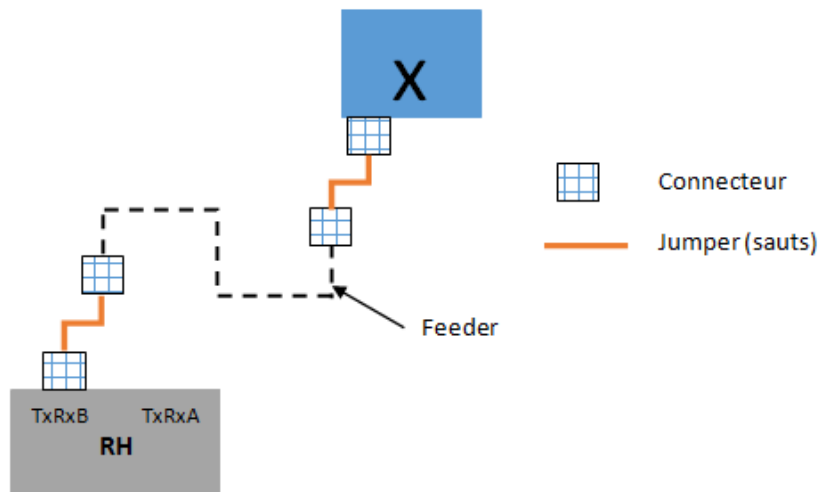 X
Connecteur
Jumper (sauts)
Feeder
TxRxB TxRxA
RH